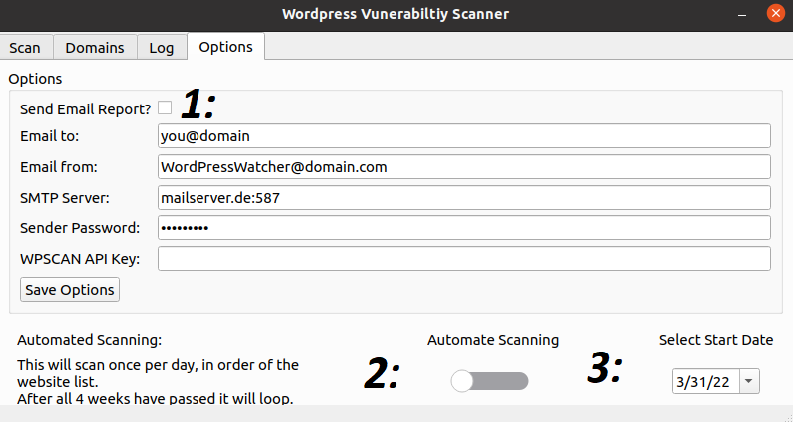 Wordpress Vunerabiltiy Scanner
Scan Domains Log Options
Options
Send Email Report? 1:
Email to: you@domain
Email from: WordPressWatcher@domain.com
SMTP Server: mailserver.de:587
Sender Password: •••••••••
WPSCAN API Key:
Save Options
Automated Scanning: Automate Scanning Select Start Date
This will scan once per day, in order of the
website list.
After all 4 weeks have passed it will loop.
2: 3: 3/31/22